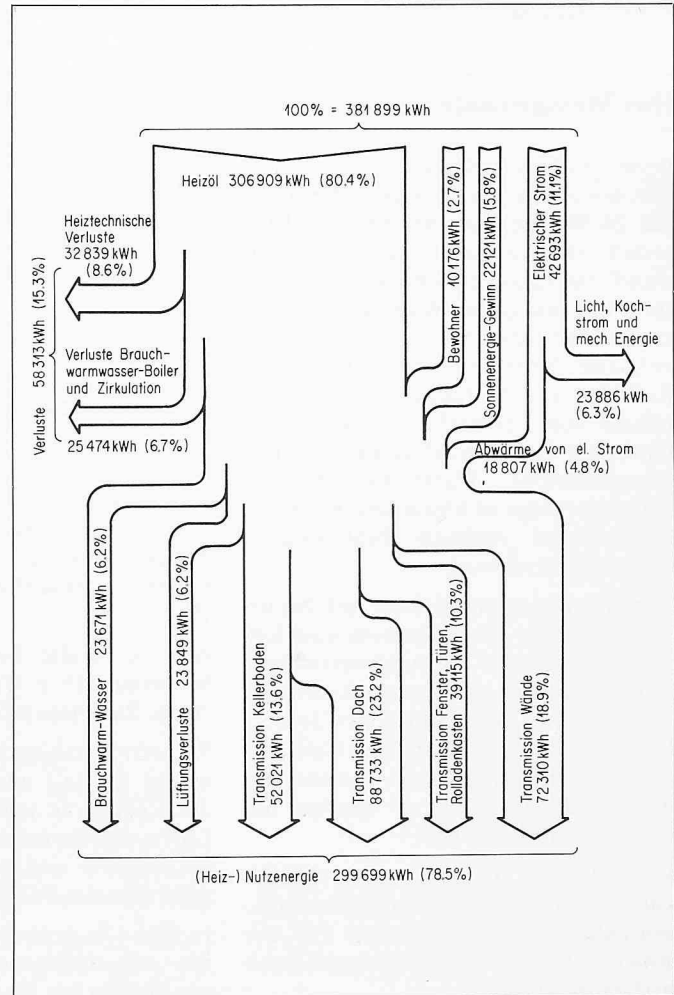 100% = 381 899 kWh
Heizöl 306 909 kWh (80.4%)
Bewohner 10 176 kWh (2.7%)
Sonnenenergie-Gewinn 22 121 kWh (5.8%)
Elektrischer Strom
42 693 kWh (11.1%)
Heiztechnische
Verluste
32 839 kWh
(8.6%)
Verluste 58 313 kWh (15.3%)
Verluste Brauch-
warmwasser-Boiler
und Zirkulation
25 474 kWh (6.7%)
Licht, Koch-
strom und
mech. Energie
23 886 kWh
(6.3%)
Abwärme von el. Strom
18 807 kWh (4.8%)
Brauchwarm-Wasser 23 671 kWh (6.2%)
Lüftungsverluste 23 849 kWh (6.2%)
Transmission Kellerboden
52 021 kWh (13.6%)
Transmission Dach
88 733 kWh (23.2%)
Transmission Fenster, Türen,
Rolladenkasten 39 115 kWh (10.3%)
Transmission Wände
72 310 kWh (18.9%)
(Heiz-) Nutzenergie 299 699 kWh (78.5%)